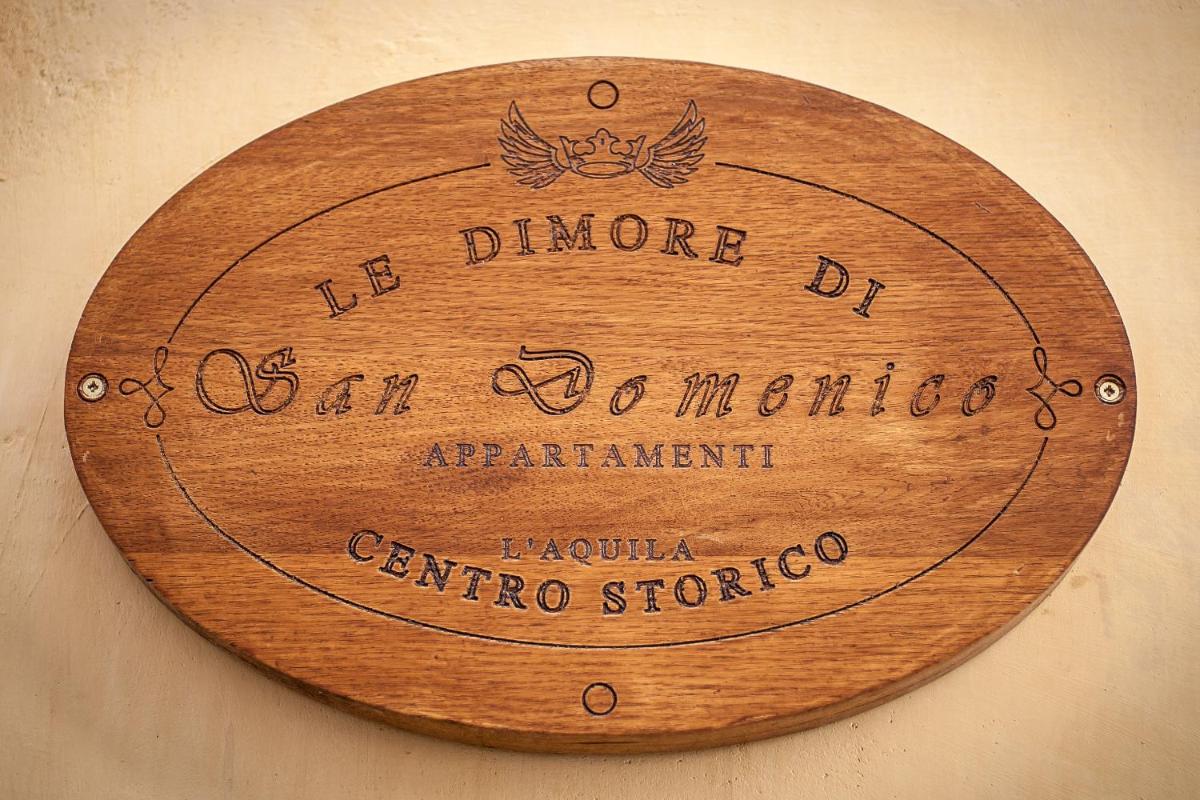 LE DIMORE DI
San Domenico
APPARTAMENTI
L'AQUILA
CENTRO STORICO